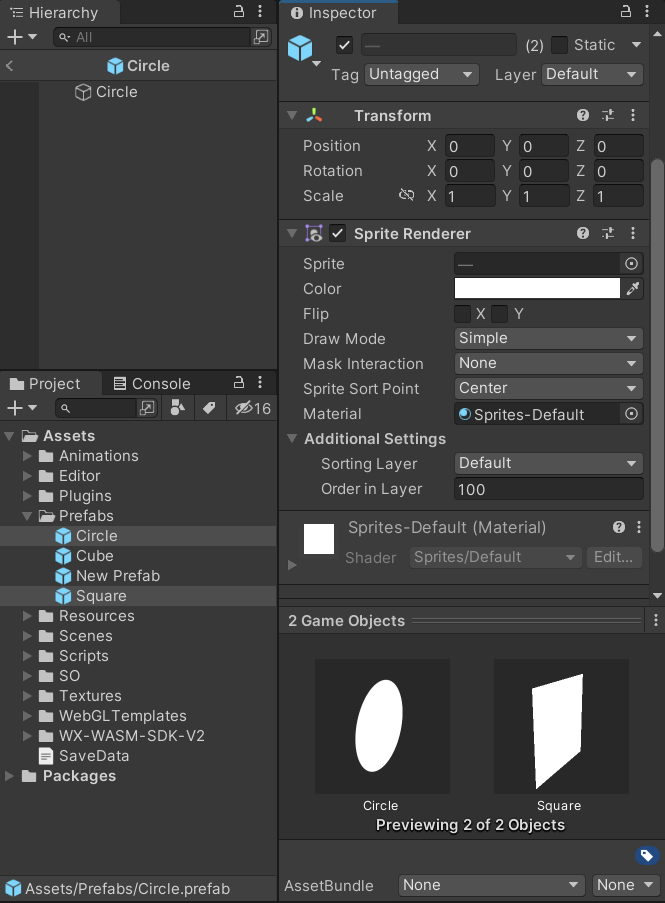 Hierarchy
All
Circle
Circle
Project
Console
16
Assets
Animations
Editor
Plugins
Prefabs
Circle
Cube
New Prefab
Square
Resources
Scenes
Scripts
SO
Textures
WebGLTemplates
WX-WASM-SDK-V2
SaveData
Packages
Assets/Prefabs/Circle.prefab
Inspector
— (2) Static
Tag Untagged Layer Default
Transform
Position X 0 Y 0 Z 0
Rotation X 0 Y 0 Z 0
Scale X 1 Y 1 Z 1
Sprite Renderer
Sprite —
Color
Flip X Y
Draw Mode Simple
Mask Interaction None
Sprite Sort Point Center
Material Sprites-Default
Additional Settings
Sorting Layer Default
Order in Layer 100
Sprites-Default (Material)
Shader Sprites/Default Edit...
2 Game Objects
Circle Square
Previewing 2 of 2 Objects
AssetBundle None None